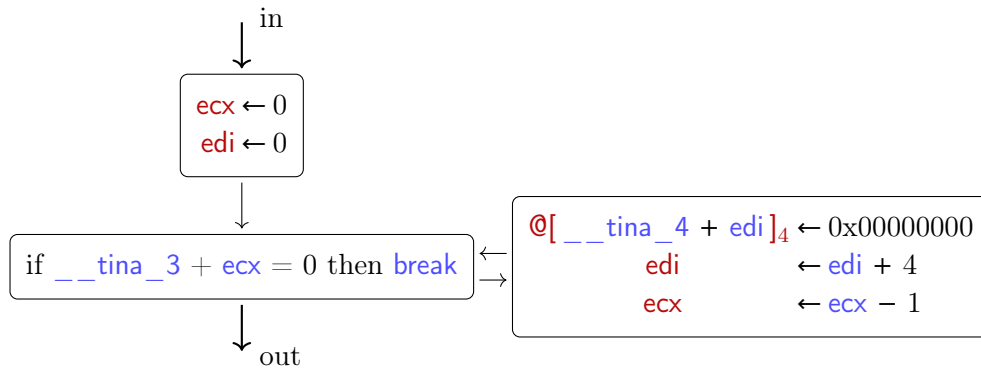 in
ecx ← 0
edi ← 0
if __tina_3 + ecx = 0 then break
@[__tina_4 + edi]₄ ← 0x00000000
edi ← edi + 4
ecx ← ecx − 1
out